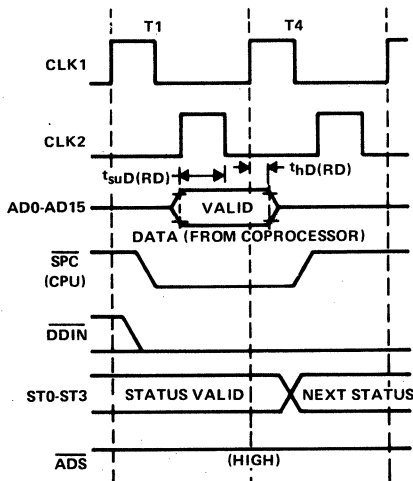 T1 T4
CLK1
CLK2
tsuD(RD) thD(RD)
AD0-AD15 VALID
DATA (FROM COPROCESSOR)
SPC
(CPU)
DDIN
ST0-ST3 STATUS VALID NEXT STATUS
ADS (HIGH)